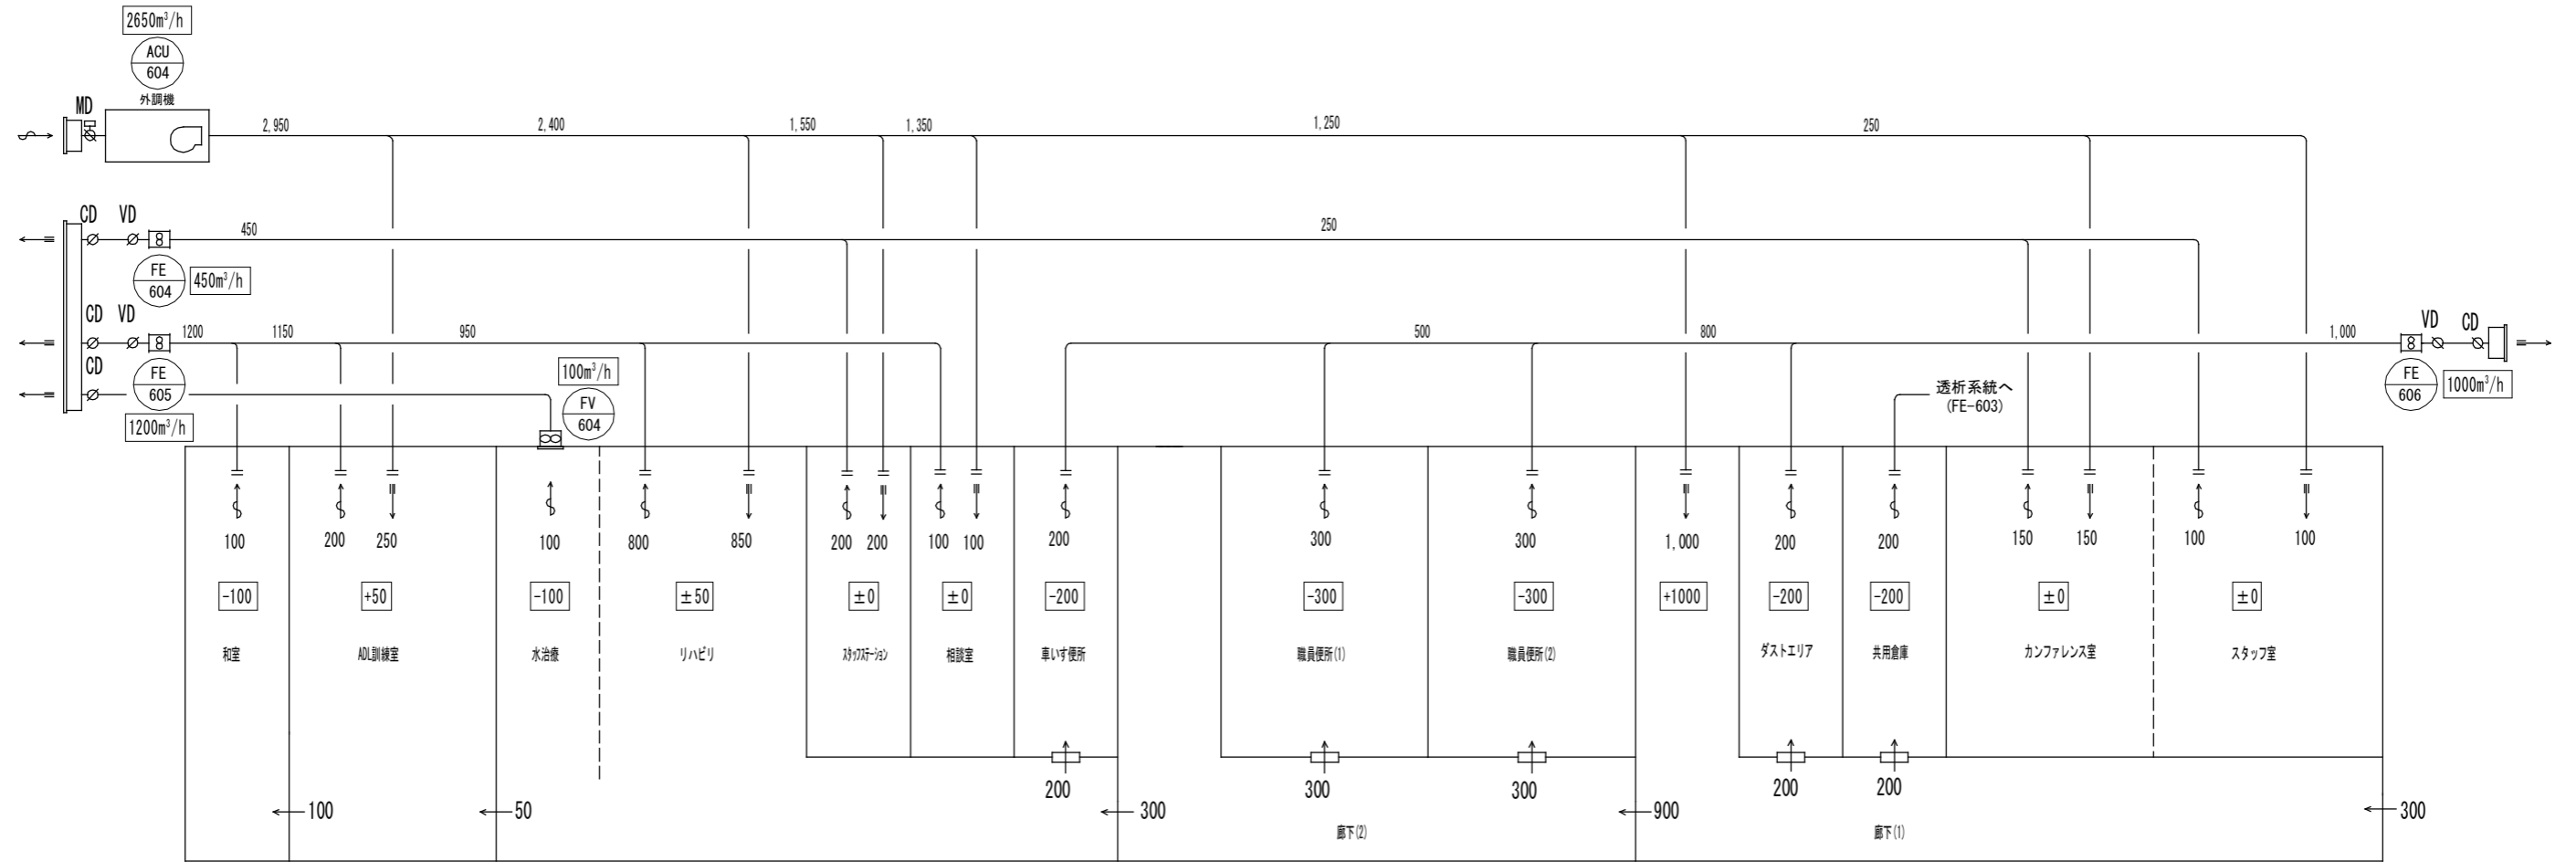 2650m³/h
ACU
604
外調機
MD
2,950
2,400
1,550
1,350
1,250
250
CD
VD
450
250
FE
604
450m³/h
CD
VD
1200
1150
950
500
800
1,000
VD
CD
CD
FE
605
1200m³/h
100m³/h
FV
604
透析系統へ
(FE-603)
FE
606
1000m³/h
100
200
250
100
800
850
200
200
100
100
200
300
300
1,000
200
200
150
150
100
100
-100
+50
-100
±50
±0
±0
-200
-300
-300
+1000
-200
-200
±0
±0
和室
ADL訓練室
水治療
リハビリ
スタッフステーション
相談室
車いす便所
職員便所(1)
職員便所(2)
ダストエリア
共用倉庫
カンファレンス室
スタッフ室
200
300
300
200
200
100
50
300
900
300
廊下(2)
廊下(1)